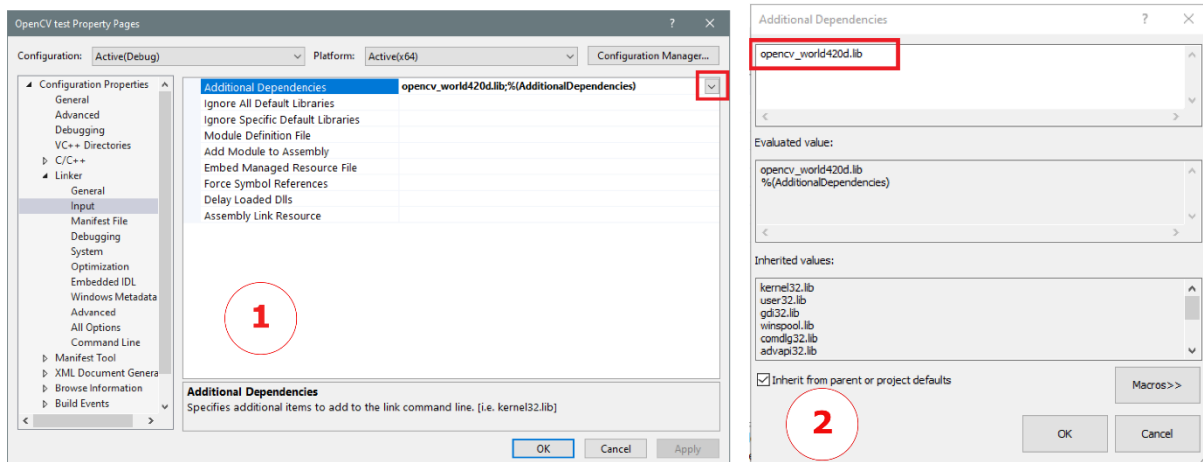 OpenCV test Property Pages
? ×
Configuration: Active(Debug) Platform: Active(x64) Configuration Manager...
Configuration Properties
General
Advanced
Debugging
VC++ Directories
C/C++
Linker
General
Input
Manifest File
Debugging
System
Optimization
Embedded IDL
Windows Metadata
Advanced
All Options
Command Line
Manifest Tool
XML Document Genera
Browse Information
Build Events
Additional Dependencies opencv_world420d.lib;%(AdditionalDependencies)
Ignore All Default Libraries
Ignore Specific Default Libraries
Module Definition File
Add Module to Assembly
Embed Managed Resource File
Force Symbol References
Delay Loaded Dlls
Assembly Link Resource
1
Additional Dependencies
Specifies additional items to add to the link command line. [i.e. kernel32.lib]
OK Cancel Apply
Additional Dependencies
? ×
opencv_world420d.lib
Evaluated value:
opencv_world420d.lib
%(AdditionalDependencies)
Inherited values:
kernel32.lib
user32.lib
gdi32.lib
winspool.lib
comdlg32.lib
advapi32.lib
Inherit from parent or project defaults
Macros>>
2
OK Cancel